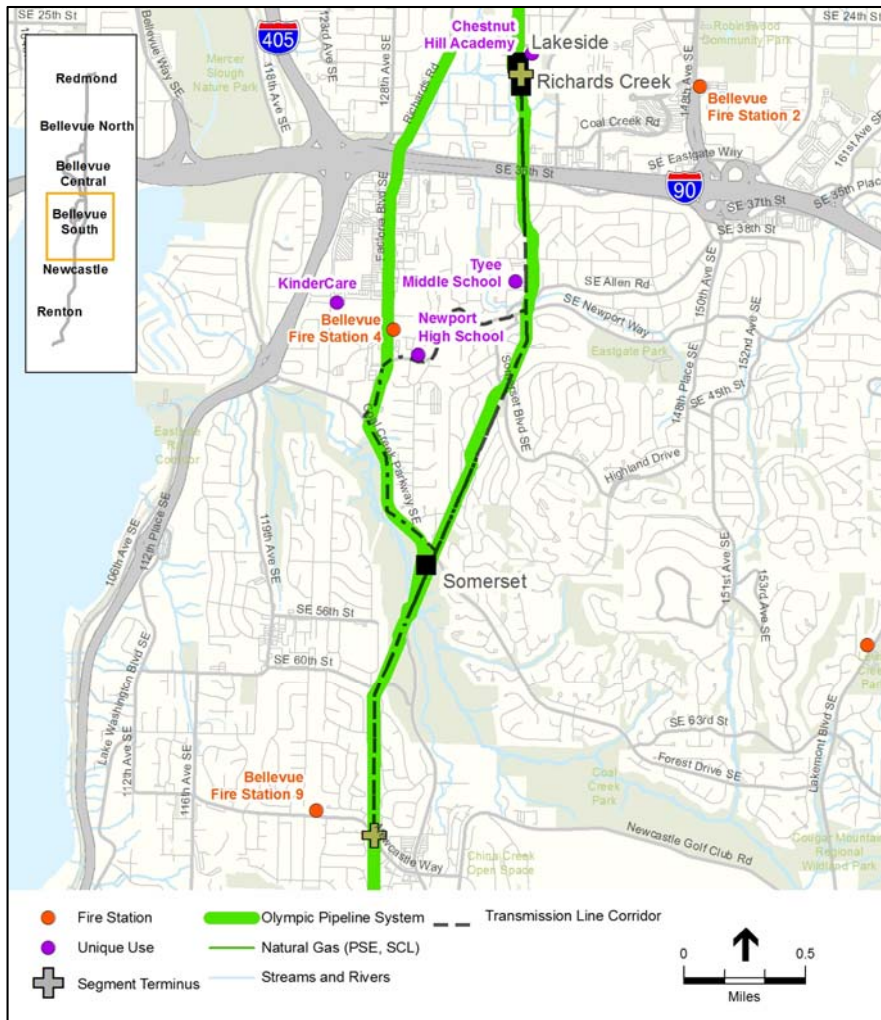 SE 25th St
SE 24th St
405
Bellevue Way SE
Mercer
Slough
Nature Park
118th Ave SE
123rd Ave SE
128th Ave SE
Richards Rd
Chestnut
Hill Academy
Lakeside
Richards Creek
Coal Creek Rd
148th Ave SE
Robinswood
Community Park
Bellevue
Fire Station 2
161st Ave SE
SE Eastgate Way
SE 35th Place
90
SE 37th St
SE 38th St
Redmond
Bellevue North
Bellevue
Central
Bellevue
South
Newcastle
Renton
Factoria Blvd SE
KinderCare
Bellevue
Fire Station 4
Tyee
Middle School
Newport
High School
SE Allen Rd
SE Newport Way
Eastgate Park
150th Ave SE
152nd Ave SE
148th Place SE
SE 45th St
Somerset Blvd SE
Highland Drive
Coal Creek Parkway SE
106th Ave SE
112th Place SE
119th Ave SE
Somerset
151st Ave SE
153rd Ave SE
SE 56th St
SE 60th St
Lake Washington Blvd SE
112th Ave SE
116th Ave SE
SE 63rd St
Forest Drive SE
Lakemont Blvd SE
Coal
Creek
Park
Bellevue
Fire Station 9
Newcastle Way
China Creek
Open Space
Newcastle Golf Club Rd
Cougar Mountain
Regional
Wildland Park
Fire Station
Unique Use
Segment Terminus
Olympic Pipeline System
Natural Gas (PSE, SCL)
Streams and Rivers
Transmission Line Corridor
0
0.5
Miles